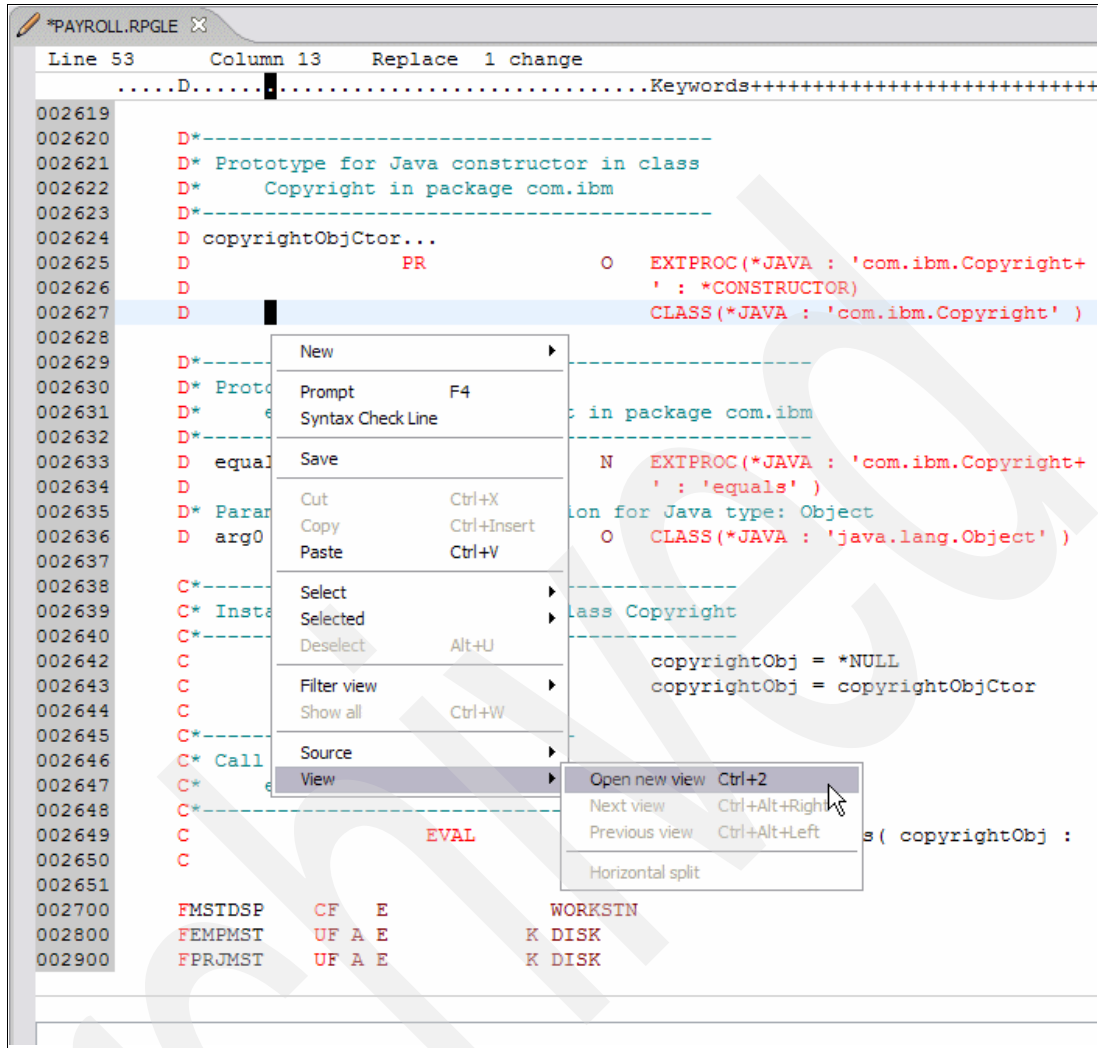 *PAYROLL.RPGLE
Line 53 Column 13 Replace 1 change
.....D......................................Keywords++++++++++++++++++++++++++++
002619
002620 D*-----------------------------------------
002621 D* Prototype for Java constructor in class
002622 D* Copyright in package com.ibm
002623 D*-----------------------------------------
002624 D copyrightObjCtor...
002625 D PR O EXTPROC(*JAVA : 'com.ibm.Copyright+
002626 D ' : *CONSTRUCTOR)
002627 D CLASS(*JAVA : 'com.ibm.Copyright' )
002628
002629 D*-------------------------
002630 D* Proto
002631 D* e t in package com.ibm
002632 D*-------------------------
002633 D equal N EXTPROC(*JAVA : 'com.ibm.Copyright+
002634 D ' : 'equals' )
002635 D* Param ion for Java type: Object
002636 D arg0 O CLASS(*JAVA : 'java.lang.Object' )
002637
002638 C*-------------------
002639 C* Insta lass Copyright
002640 C*-------------------
002642 C copyrightObj = *NULL
002643 C copyrightObj = copyrightObjCtor
002644 C
002645 C*------
002646 C* Call
002647 C* e
002648 C*-----------------------------------
002649 C EVAL s( copyrightObj :
002650 C
002651
002700 FMSTDSP CF E WORKSTN
002800 FEMPMST UF A E K DISK
002900 FPRJMST UF A E K DISK
New
Prompt F4
Syntax Check Line
Save
Cut Ctrl+X
Copy Ctrl+Insert
Paste Ctrl+V
Select
Selected
Deselect Alt+U
Filter view
Show all Ctrl+W
Source
View
Open new view Ctrl+2
Next view Ctrl+Alt+Right
Previous view Ctrl+Alt+Left
Horizontal split